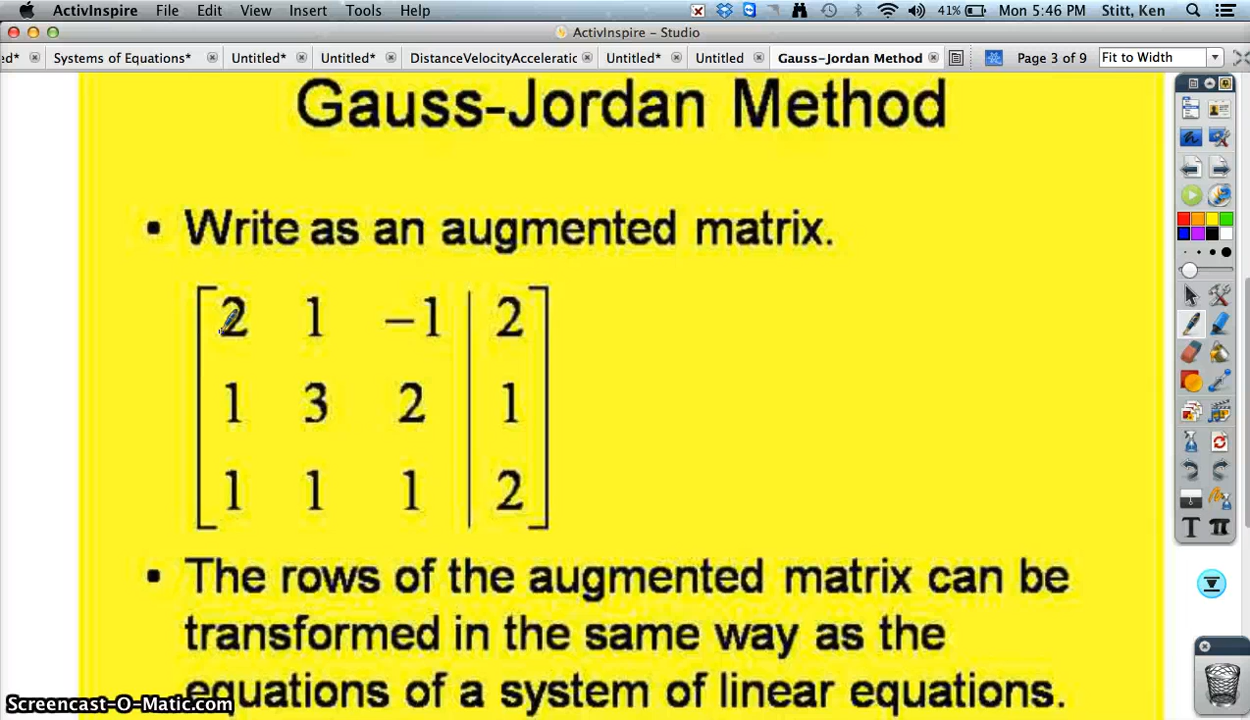 ActivInspire File Edit View Insert Tools Help 41% Mon 5:46 PM Stitt, Ken
ActivInspire – Studio
ed* Systems of Equations* Untitled* Untitled* DistanceVelocityAcceleratic Untitled* Untitled Gauss-Jordan Method Page 3 of 9 Fit to Width
Gauss-Jordan Method
• Write as an augmented matrix.
2 1 −1 2
1 3 2 1
1 1 1 2
• The rows of the augmented matrix can be
transformed in the same way as the
equations of a system of linear equations.
T π
Screencast-O-Matic.com